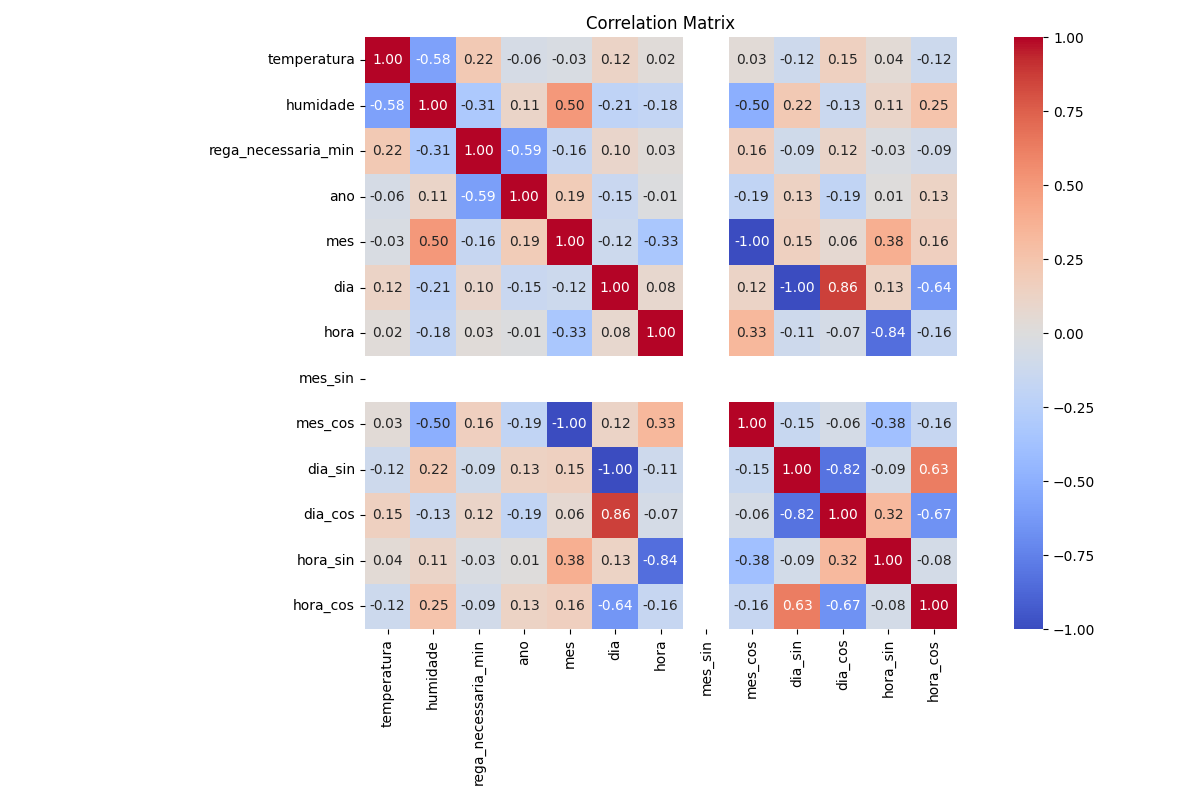 Correlation Matrix
temperatura 1.00 -0.58 0.22 -0.06 -0.03 0.12 0.02 0.03 -0.12 0.15 0.04 -0.12
humidade -0.58 1.00 -0.31 0.11 0.50 -0.21 -0.18 -0.50 0.22 -0.13 0.11 0.25
rega_necessaria_min 0.22 -0.31 1.00 -0.59 -0.16 0.10 0.03 0.16 -0.09 0.12 -0.03 -0.09
ano -0.06 0.11 -0.59 1.00 0.19 -0.15 -0.01 -0.19 0.13 -0.19 0.01 0.13
mes -0.03 0.50 -0.16 0.19 1.00 -0.12 -0.33 -1.00 0.15 0.06 0.38 0.16
dia 0.12 -0.21 0.10 -0.15 -0.12 1.00 0.08 0.12 -1.00 0.86 0.13 -0.64
hora 0.02 -0.18 0.03 -0.01 -0.33 0.08 1.00 0.33 -0.11 -0.07 -0.84 -0.16
mes_sin
mes_cos 0.03 -0.50 0.16 -0.19 -1.00 0.12 0.33 1.00 -0.15 -0.06 -0.38 -0.16
dia_sin -0.12 0.22 -0.09 0.13 0.15 -1.00 -0.11 -0.15 1.00 -0.82 -0.09 0.63
dia_cos 0.15 -0.13 0.12 -0.19 0.06 0.86 -0.07 -0.06 -0.82 1.00 0.32 -0.67
hora_sin 0.04 0.11 -0.03 0.01 0.38 0.13 -0.84 -0.38 -0.09 0.32 1.00 -0.08
hora_cos -0.12 0.25 -0.09 0.13 0.16 -0.64 -0.16 -0.16 0.63 -0.67 -0.08 1.00
temperatura
humidade
rega_necessaria_min
ano
mes
dia
hora
mes_sin
mes_cos
dia_sin
dia_cos
hora_sin
hora_cos
1.00
0.75
0.50
0.25
0.00
−0.25
−0.50
−0.75
−1.00